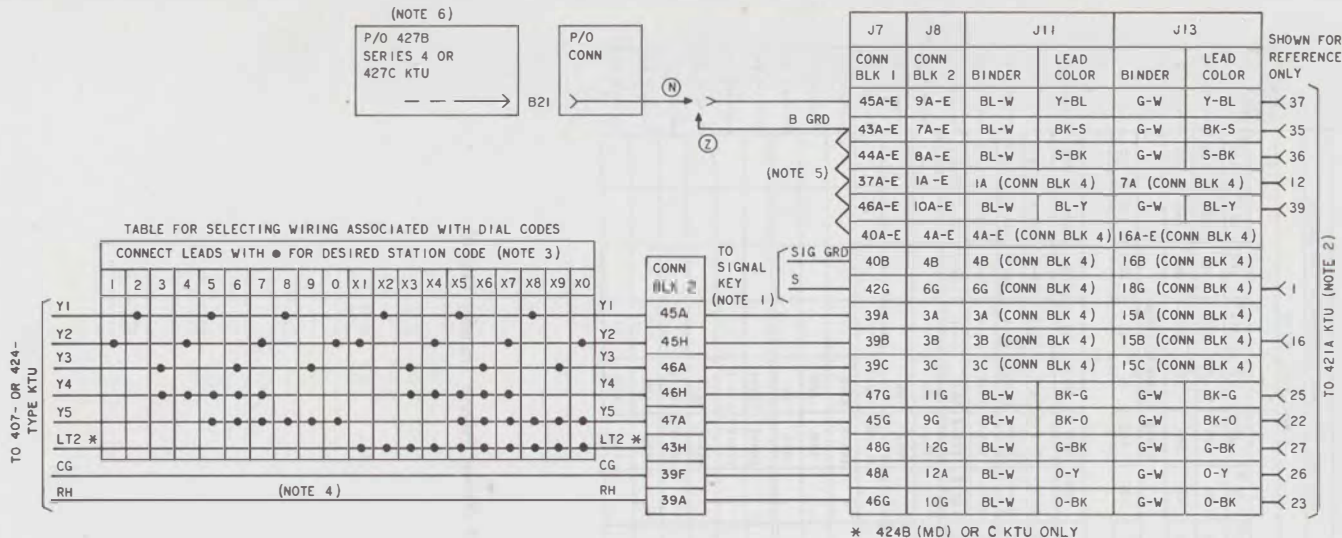 (NOTE 6)
P/O 427B
SERIES 4 OR
427C KTU
B21
P/O
CONN
N
Z
B GRD
(NOTE 5)
J7 J8 J11 J13
CONN BLK 1 CONN BLK 2 BINDER LEAD COLOR BINDER LEAD COLOR
SHOWN FOR
REFERENCE
ONLY
45A-E 9A-E BL-W Y-BL G-W Y-BL 37
43A-E 7A-E BL-W BK-S G-W BK-S 35
44A-E 8A-E BL-W S-BK G-W S-BK 36
37A-E 1A-E 1A (CONN BLK 4) 7A (CONN BLK 4) 12
46A-E 10A-E BL-W BL-Y G-W BL-Y 39
40A-E 4A-E 4A-E (CONN BLK 4) 16A-E (CONN BLK 4)
40B 4B 4B (CONN BLK 4) 16B (CONN BLK 4)
42G 6G 6G (CONN BLK 4) 18G (CONN BLK 4) 1
39A 3A 3A (CONN BLK 4) 15A (CONN BLK 4)
39B 3B 3B (CONN BLK 4) 15B (CONN BLK 4) 16
39C 3C 3C (CONN BLK 4) 15C (CONN BLK 4)
47G 11G BL-W BK-G G-W BK-G 25
45G 9G BL-W BK-O G-W BK-O 22
48G 12G BL-W G-BK G-W G-BK 27
48A 12A BL-W O-Y G-W O-Y 26
46G 10G BL-W O-BK G-W O-BK 23
TO 421A KTU (NOTE 2)
TO
SIGNAL
KEY
(NOTE 1)
SIG GRD
S
TABLE FOR SELECTING WIRING ASSOCIATED WITH DIAL CODES
CONNECT LEADS WITH ● FOR DESIRED STATION CODE (NOTE 3)
1 2 3 4 5 6 7 8 9 0 X1 X2 X3 X4 X5 X6 X7 X8 X9 X0
CONN
BLK 2
Y1 Y1 45A
Y2 Y2 45H
Y3 Y3 46A
Y4 Y4 46H
Y5 Y5 47A
LT2 * LT2 * 43H
CG CG 39F
RH (NOTE 4) RH 39A
TO 407- OR 424-
TYPE KTU
* 424B (MD) OR C KTU ONLY